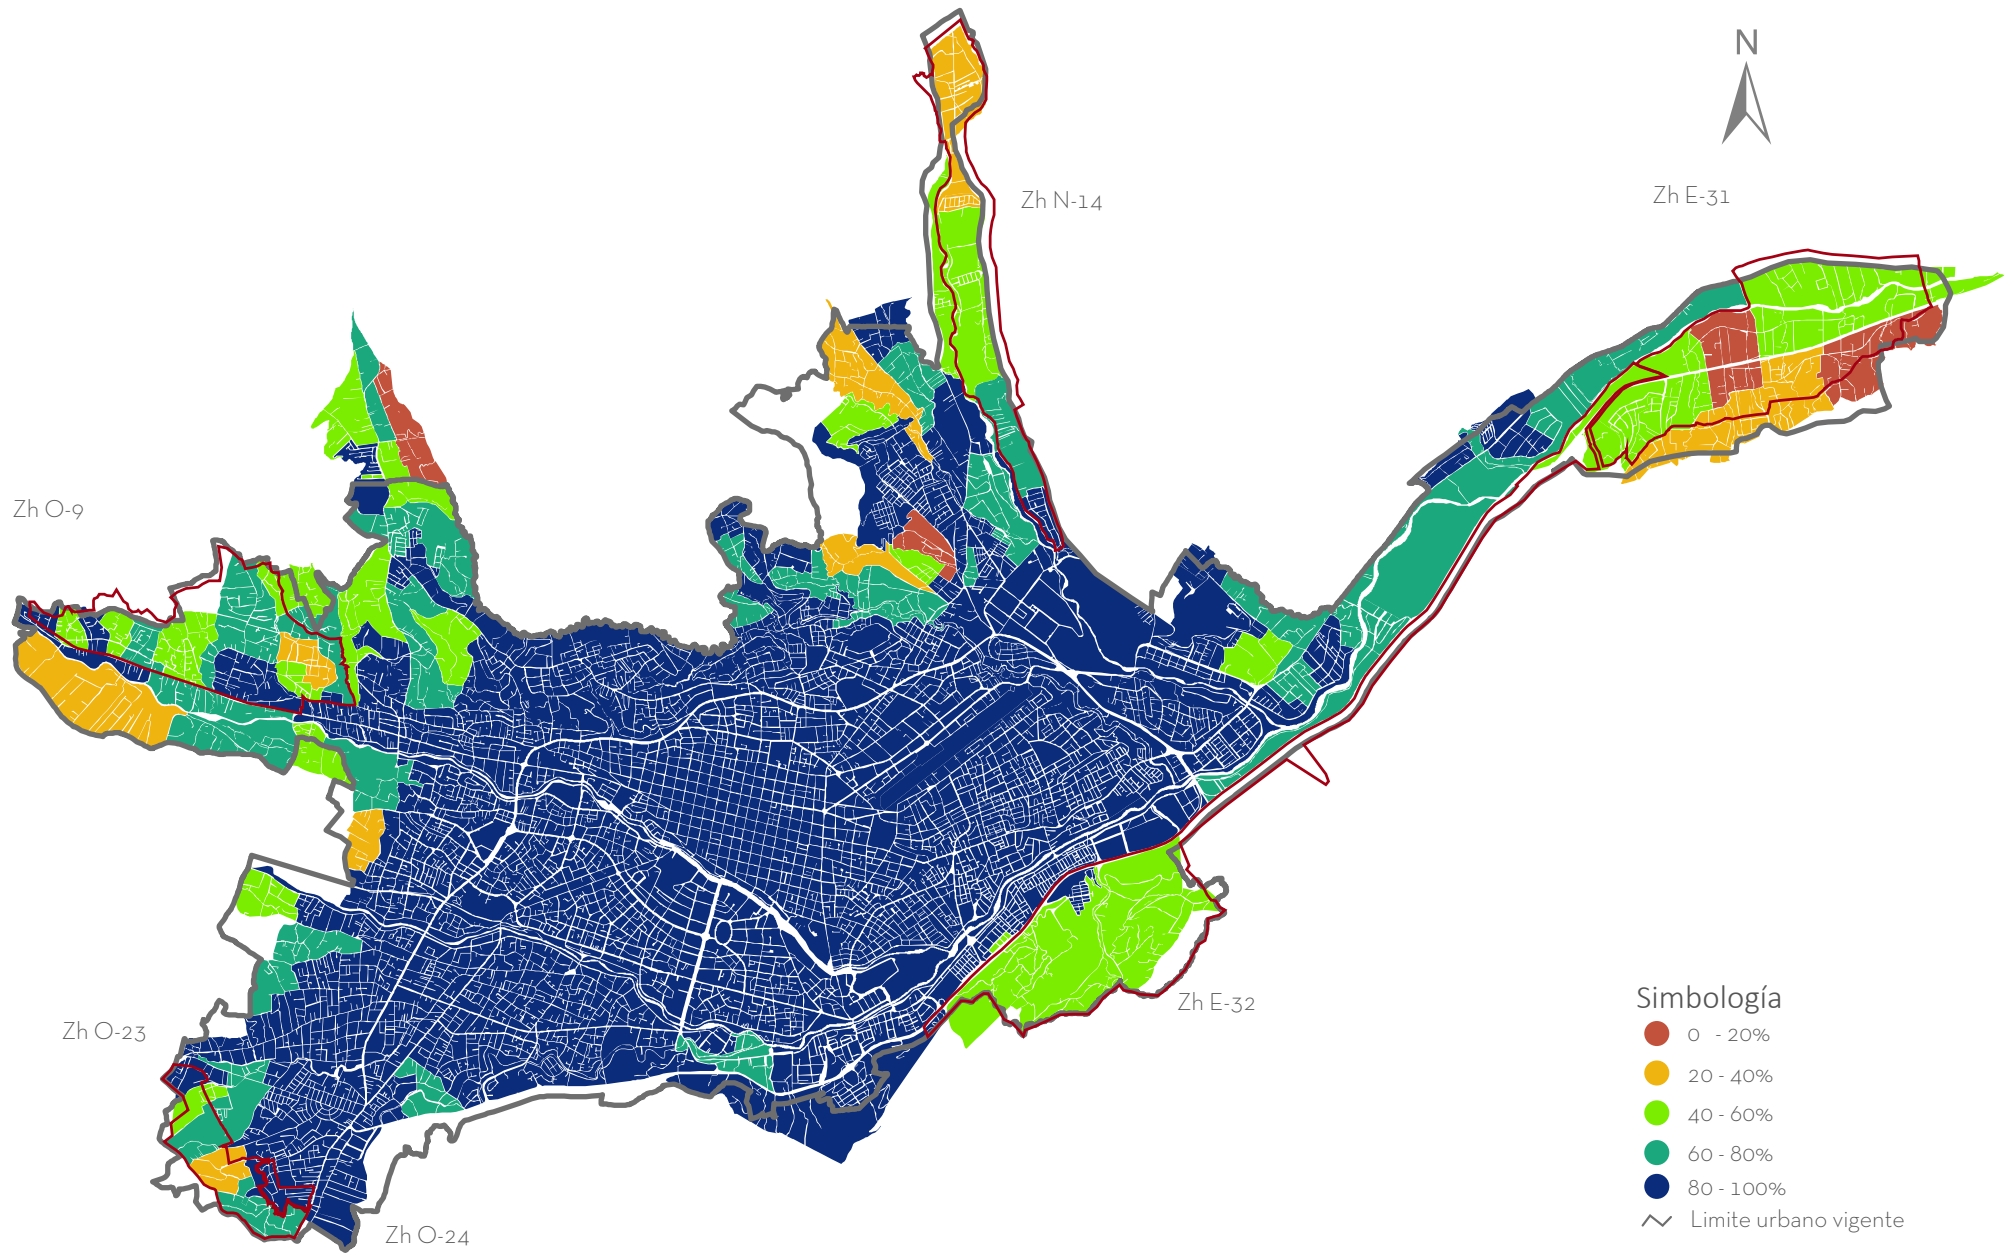 N
Zh E-31
Zh N-14
Zh O-9
Zh E-32
Zh O-23
Zh O-24
Simbología
0 - 20%
20 - 40%
40 - 60%
60 - 80%
80 - 100%
Limite urbano vigente